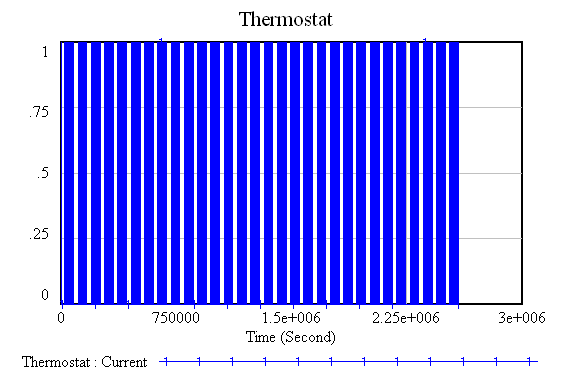 Thermostat
1
.75
.5
.25
0
0 750000 1.5e+006 2.25e+006 3e+006
Time (Second)
Thermostat : Current